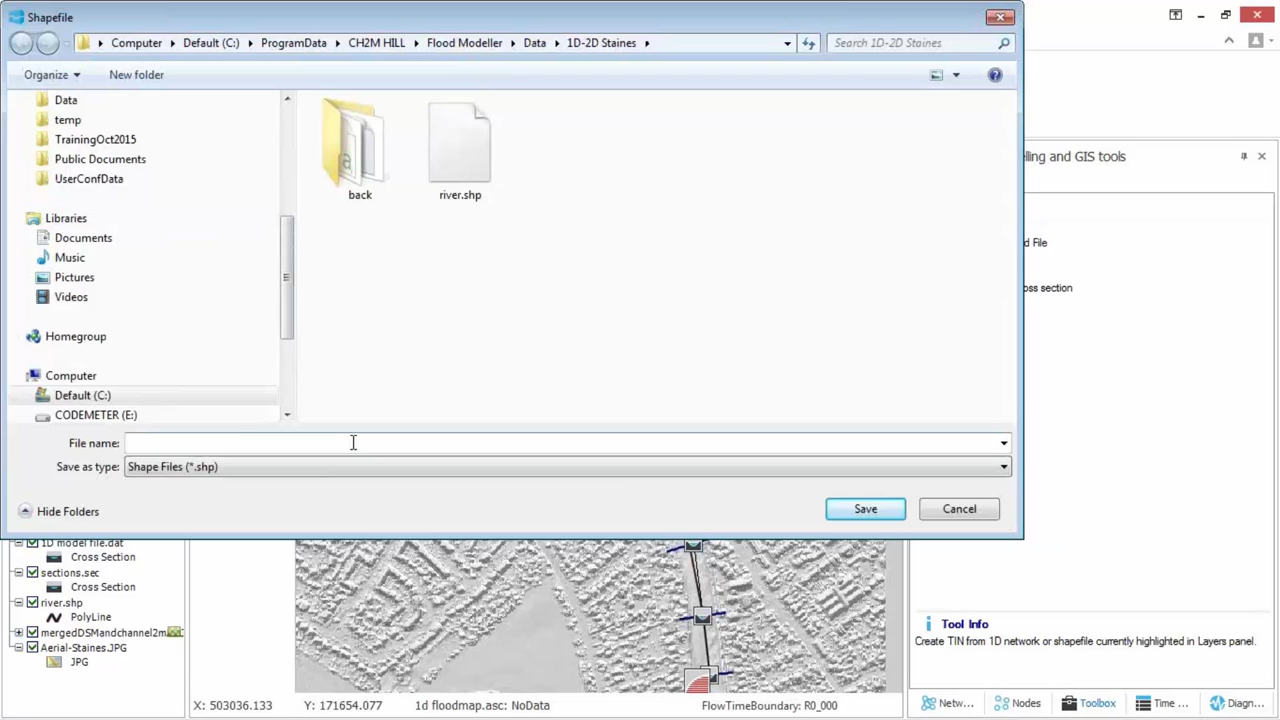 Shapefile
Computer Default (C:) ProgramData CH2M HILL Flood Modeller Data 1D-2D Staines
Search 1D-2D Staines
Organize
New folder
Data
temp
TrainingOct2015
Public Documents
UserConfData
Libraries
Documents
Music
Pictures
Videos
Homegroup
Computer
Default (C:)
CODEMETER (E:)
back
river.shp
File name:
Save as type: Shape Files (*.shp)
Hide Folders
Save
Cancel
lling and GIS tools
d File
oss section
1D model file.dat
Cross Section
sections.sec
Cross Section
river.shp
PolyLine
mergedDSMandchannel2m
Aerial-Staines.JPG
JPG
X: 503036.133 Y: 171654.077 1d floodmap.asc: NoData FlowTimeBoundary: R0_000
Tool Info
Create TIN from 1D network or shapefile currently highlighted in Layers panel.
Netw... Nodes Toolbox Time ... Diagn...